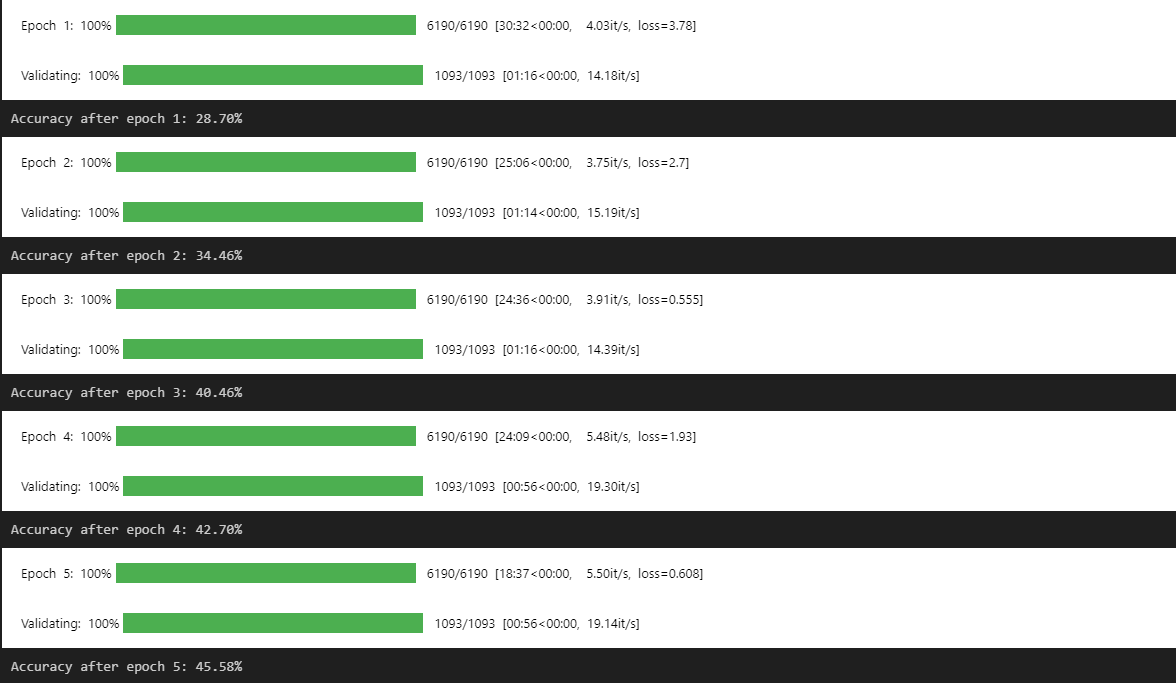 Epoch 1: 100% 6190/6190 [30:32<00:00, 4.03it/s, loss=3.78]
Validating: 100% 1093/1093 [01:16<00:00, 14.18it/s]
Accuracy after epoch 1: 28.70%
Epoch 2: 100% 6190/6190 [25:06<00:00, 3.75it/s, loss=2.7]
Validating: 100% 1093/1093 [01:14<00:00, 15.19it/s]
Accuracy after epoch 2: 34.46%
Epoch 3: 100% 6190/6190 [24:36<00:00, 3.91it/s, loss=0.555]
Validating: 100% 1093/1093 [01:16<00:00, 14.39it/s]
Accuracy after epoch 3: 40.46%
Epoch 4: 100% 6190/6190 [24:09<00:00, 5.48it/s, loss=1.93]
Validating: 100% 1093/1093 [00:56<00:00, 19.30it/s]
Accuracy after epoch 4: 42.70%
Epoch 5: 100% 6190/6190 [18:37<00:00, 5.50it/s, loss=0.608]
Validating: 100% 1093/1093 [00:56<00:00, 19.14it/s]
Accuracy after epoch 5: 45.58%